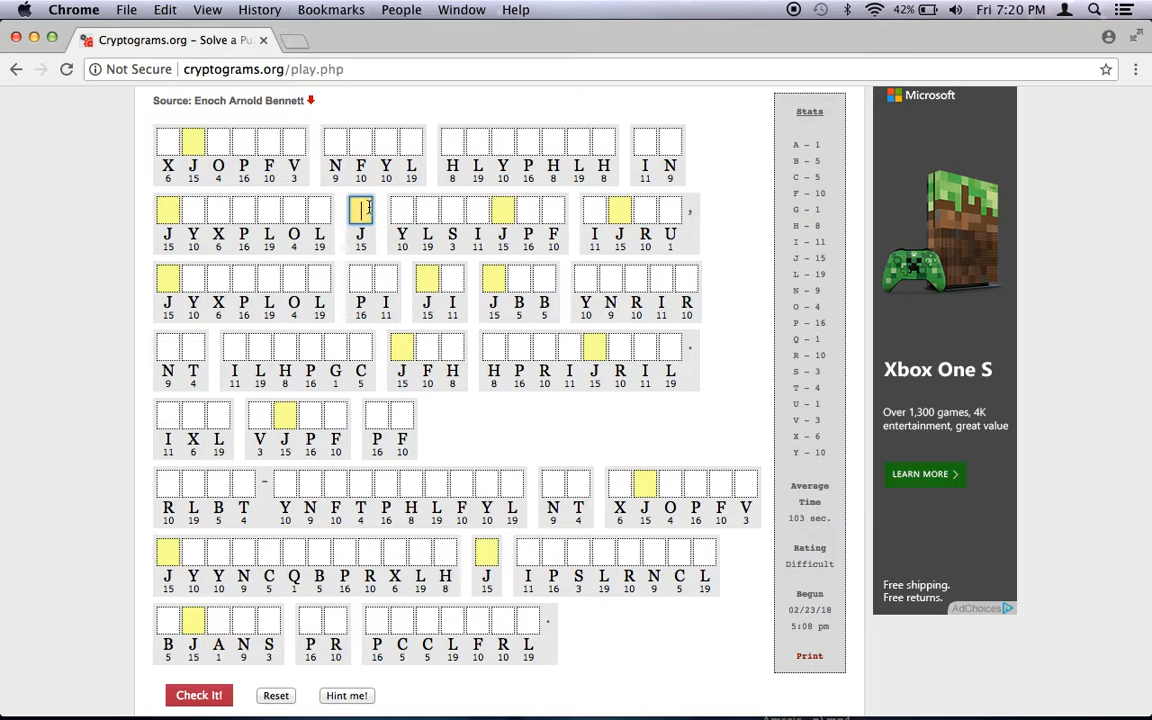 Chrome File Edit View History Bookmarks People Window Help 42% Fri 7:20 PM
Cryptograms.org – Solve a Pu
Not Secure cryptograms.org/play.php
Source: Enoch Arnold Bennett
X J O P F V N F Y L H L Y P H L H I N
6 15 4 16 10 3 9 10 10 19 8 19 10 16 8 19 8 11 9
J Y X P L O L J Y L S I J P F I J R U ,
15 10 6 16 19 4 19 15 10 19 3 11 15 16 10 11 15 10 1
J Y X P L O L P I J I J B B Y N R I R
15 10 6 16 19 4 19 16 11 15 11 15 5 5 10 9 10 11 10
N T I L H P G C J F H H P R I J R I L .
9 4 11 19 8 16 1 5 15 10 8 8 16 10 11 15 10 11 19
I X L V J P F P F
11 6 19 3 15 16 10 16 10
R L B T - Y N F T P H L F Y L N T X J O P F V
10 19 5 4 10 9 10 4 16 8 19 10 10 19 9 4 6 15 4 16 10 3
J Y Y N C Q B P R X L H J I P S L R N C L
15 10 10 9 5 1 5 16 10 6 19 8 15 11 16 3 19 10 9 5 19
B J A N S P R P C C L F R L .
5 15 1 9 3 16 10 16 5 5 19 10 10 19
Check It! Reset Hint me!
Stats
A - 1
B - 5
C - 5
F - 10
G - 1
H - 8
I - 11
J - 15
L - 19
N - 9
O - 4
P - 16
Q - 1
R - 10
S - 3
T - 4
U - 1
V - 3
X - 6
Y - 10
Average
Time
103 sec.
Rating
Difficult
Begun
02/23/18
5:08 pm
Print
Microsoft
Xbox One S
Over 1,300 games, 4K
entertainment, great value
LEARN MORE
Free shipping.
Free returns.
AdChoices